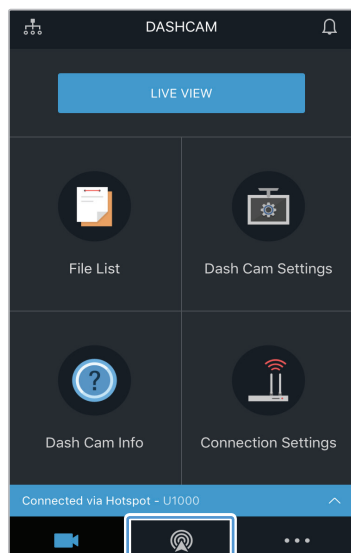 DASHCAM
LIVE VIEW
File List
Dash Cam Settings
?
Dash Cam Info
Connection Settings
Connected via Hotspot - U1000